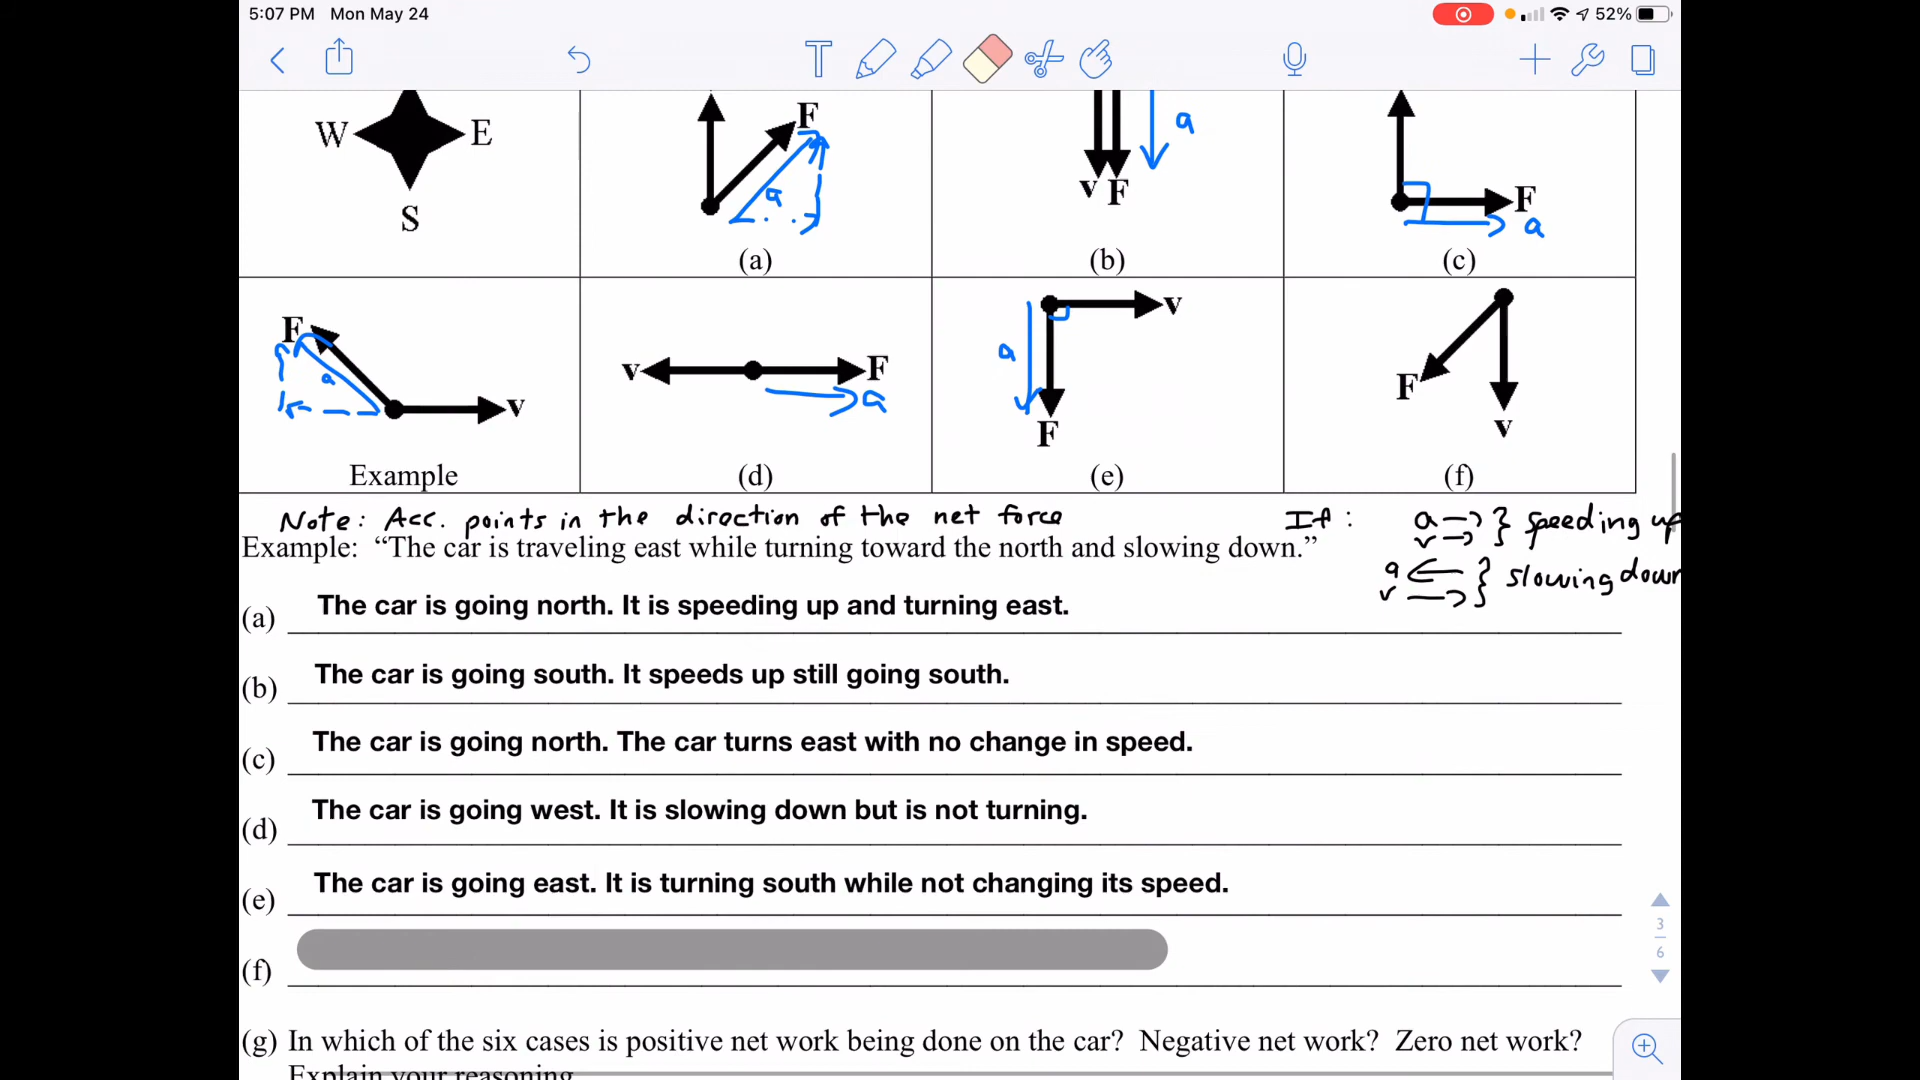 5:07 PM Mon May 24
52%
W E
S
F
a
(a)
a
v F
(b)
F
a
(c)
F
a
v
Example
v F
a
(d)
v
a
F
(e)
F
v
(f)
Note: Acc. points in the direction of the net force
If: a → } speeding up
v →
Example: “The car is traveling east while turning toward the north and slowing down.”
a ← } slowing down
v →
(a) The car is going north. It is speeding up and turning east.
(b) The car is going south. It speeds up still going south.
(c) The car is going north. The car turns east with no change in speed.
(d) The car is going west. It is slowing down but is not turning.
(e) The car is going east. It is turning south while not changing its speed.
(f)
3
6
(g) In which of the six cases is positive net work being done on the car? Negative net work? Zero net work?
Explain your reasoning